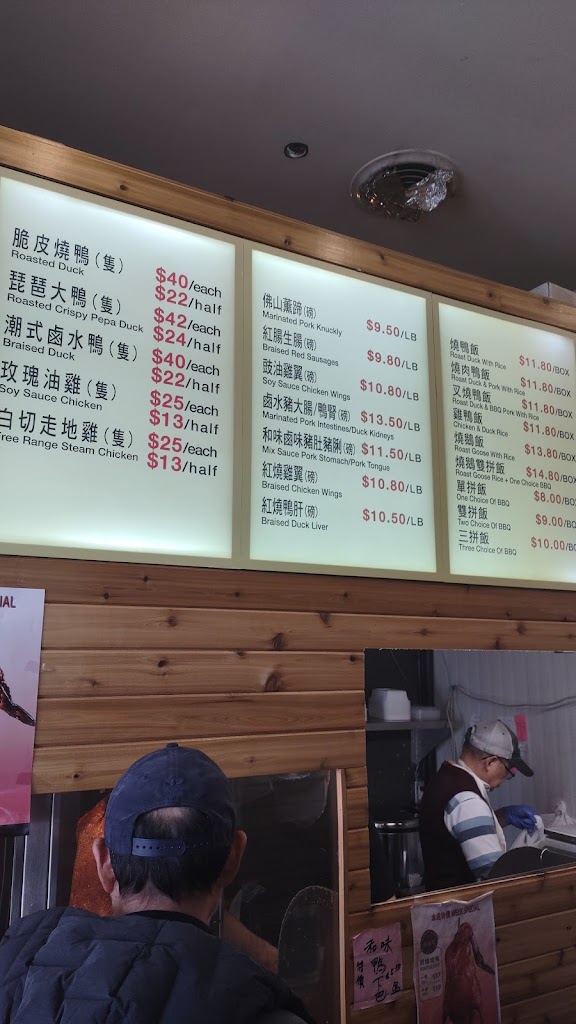 脆皮燒鴨(隻)
Roasted Duck
$40/each
$22/half
琵琶大鴨(隻)
Roasted Crispy Pepa Duck
$42/each
$24/half
潮式鹵水鴨(隻)
Braised Duck
$40/each
$22/half
玫瑰油雞(隻)
Soy Sauce Chicken
$25/each
$13/half
白切走地雞(隻)
Free Range Steam Chicken
$25/each
$13/half
佛山薰蹄(磅)
Marinated Pork Knuckly
$9.50/LB
紅腸生腸(磅)
Braised Red Sausages
$9.80/LB
豉油雞翼(磅)
Soy Sauce Chicken Wings
$10.80/LB
鹵水豬大腸/鴨腎(磅)
Marinated Pork Intestines/Duck Kidneys
$13.50/LB
和味鹵味豬肚豬脷(磅)
Mix Sauce Pork Stomach/Pork Tongue
$11.50/LB
紅燒雞翼(磅)
Braised Chicken Wings
$10.80/LB
紅燒鴨肝(磅)
Braised Duck Liver
$10.50/LB
燒鴨飯
Roast Duck With Rice
$11.80/BOX
燒肉鴨飯
Roast Duck & Pork With Rice
$11.80/BOX
叉燒鴨飯
Roast Duck & BBQ Pork With Rice
$11.80/BOX
雞鴨飯
Chicken & Duck Rice
$11.80/BOX
燒鵝飯
Roast Goose With Rice
$13.80/BOX
燒鵝雙拼飯
Roast Goose Rice + One Choice BBQ
$14.80/BOX
單拼飯
One Choice Of BBQ
$8.00/BOX
雙拼飯
Two Choice Of BBQ
$9.00/BOX
三拼飯
Three Choice Of BBQ
$10.00/BOX
IAL
和味
鴨
下
巴
特價